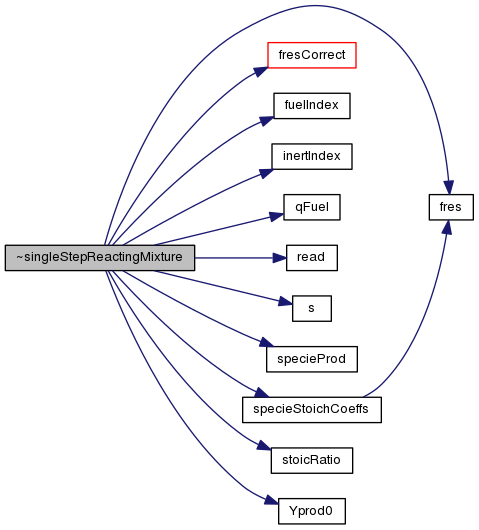 fresCorrect
fuelIndex
inertIndex
qFuel
fres
~singleStepReactingMixture
read
s
specieProd
specieStoichCoeffs
stoicRatio
Yprod0